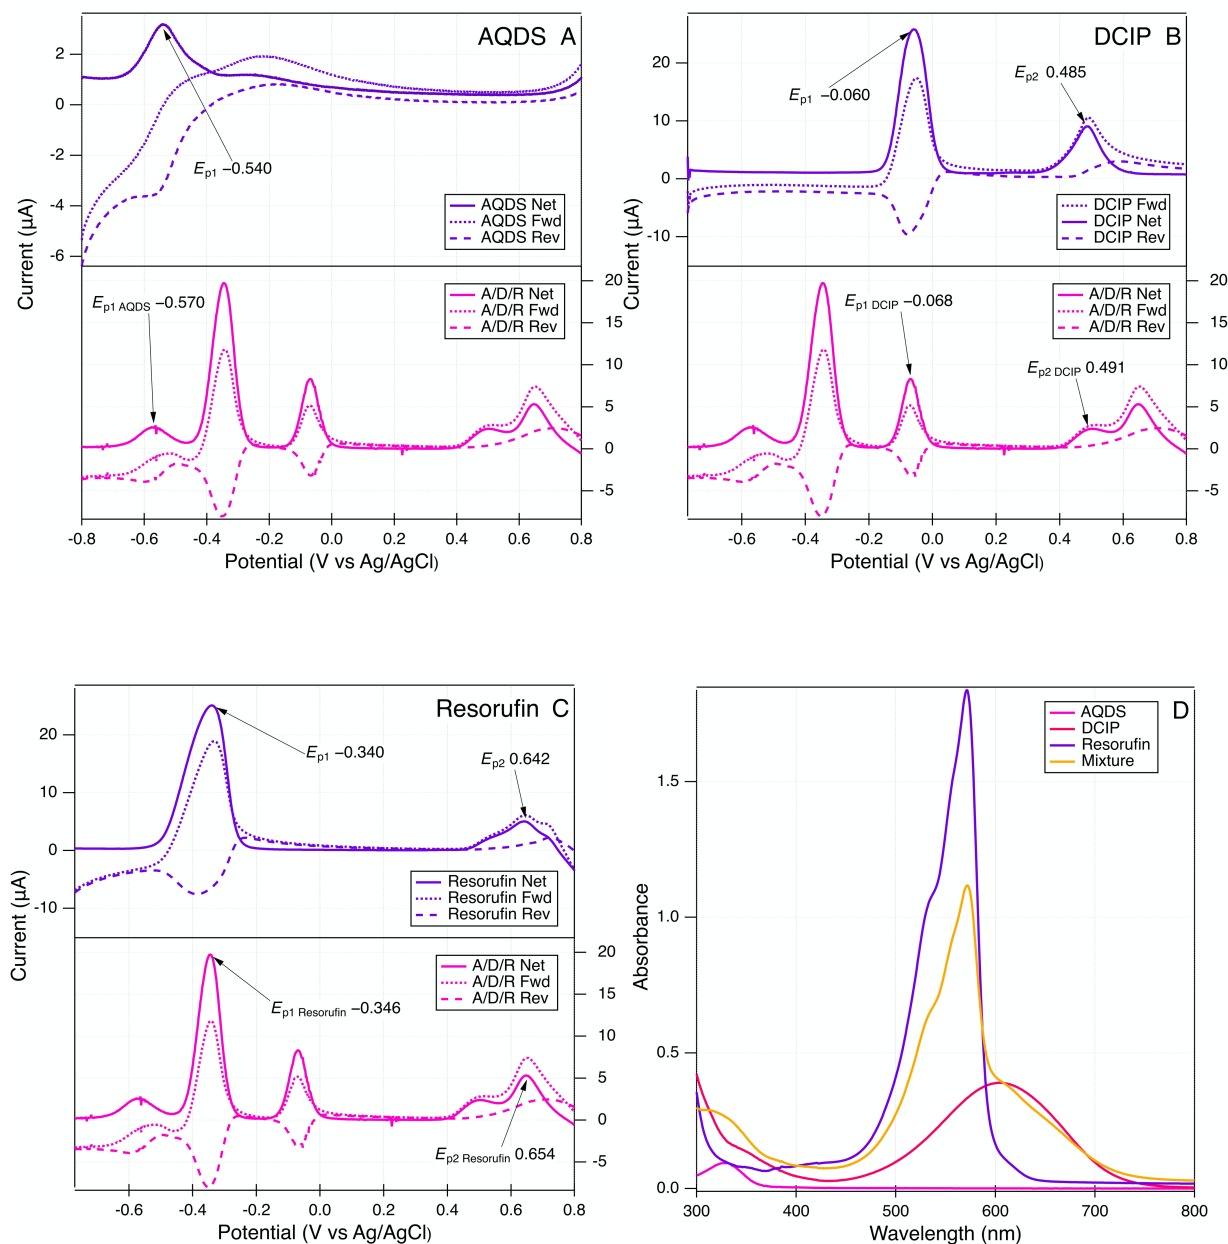 AQDS A
2
0
-2
-4
-6
Current (µA)
Ep1 −0.540
AQDS Net
AQDS Fwd
AQDS Rev
Ep1 AQDS −0.570
A/D/R Net
A/D/R Fwd
A/D/R Rev
20
15
10
5
0
-5
-0.8 -0.6 -0.4 -0.2 0.0 0.2 0.4 0.6 0.8
Potential (V vs Ag/AgCl)
DCIP B
20
10
0
-10
Current (µA)
Ep1 −0.060
Ep2 0.485
DCIP Fwd
DCIP Net
DCIP Rev
Ep1 DCIP −0.068
Ep2 DCIP 0.491
A/D/R Net
A/D/R Fwd
A/D/R Rev
20
15
10
5
0
-5
-0.6 -0.4 -0.2 0.0 0.2 0.4 0.6 0.8
Potential (V vs Ag/AgCl)
Resorufin C
20
10
0
-10
Current (µA)
Ep1 −0.340
Ep2 0.642
Resorufin Net
Resorufin Fwd
Resorufin Rev
Ep1 Resorufin −0.346
Ep2 Resorufin 0.654
A/D/R Net
A/D/R Fwd
A/D/R Rev
20
15
10
5
0
-5
-0.6 -0.4 -0.2 0.0 0.2 0.4 0.6 0.8
Potential (V vs Ag/AgCl)
D
AQDS
DCIP
Resorufin
Mixture
1.5
1.0
0.5
0.0
Absorbance
300 400 500 600 700 800
Wavelength (nm)